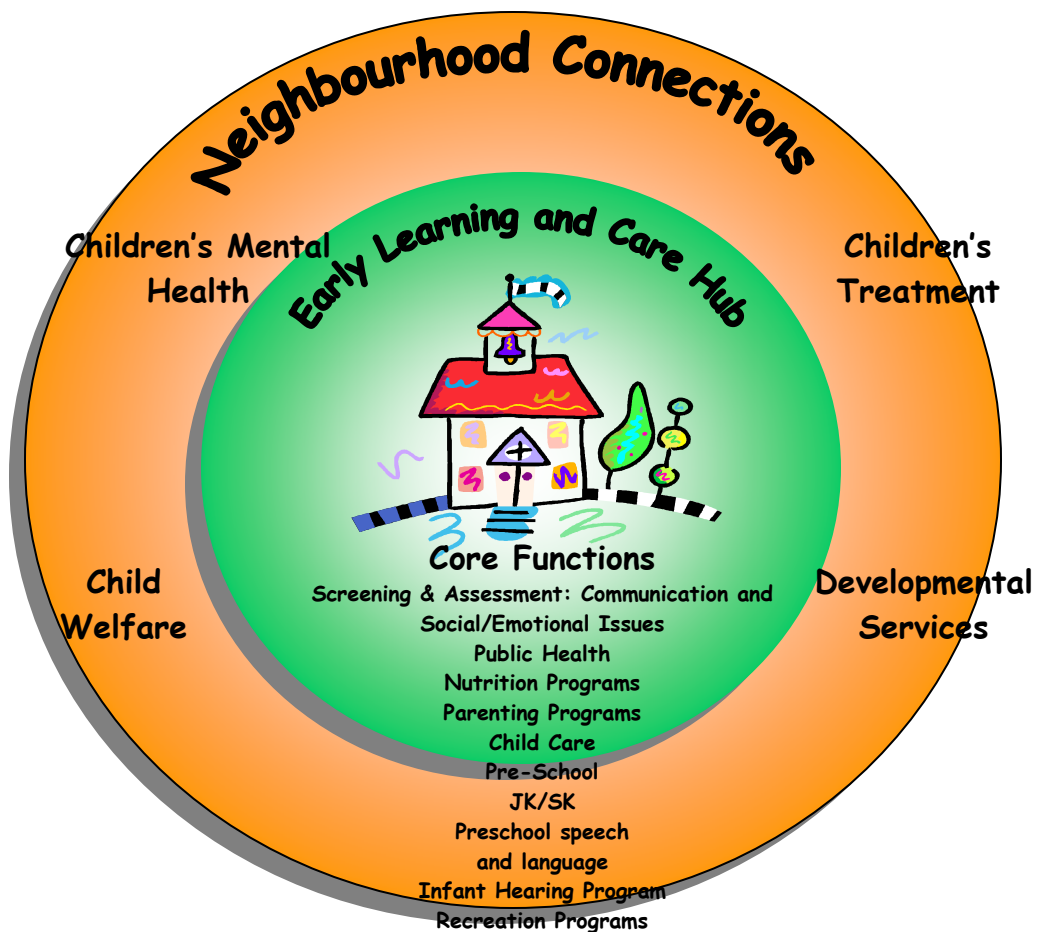 Neighbourhood Connections
Early Learning and Care Hub
Children's Mental
Health
Children's
Treatment
Child
Welfare
Developmental
Services
Core Functions
Screening & Assessment: Communication and
Social/Emotional Issues
Public Health
Nutrition Programs
Parenting Programs
Child Care
Pre-School
JK/SK
Preschool speech
and language
Infant Hearing Program
Recreation Programs